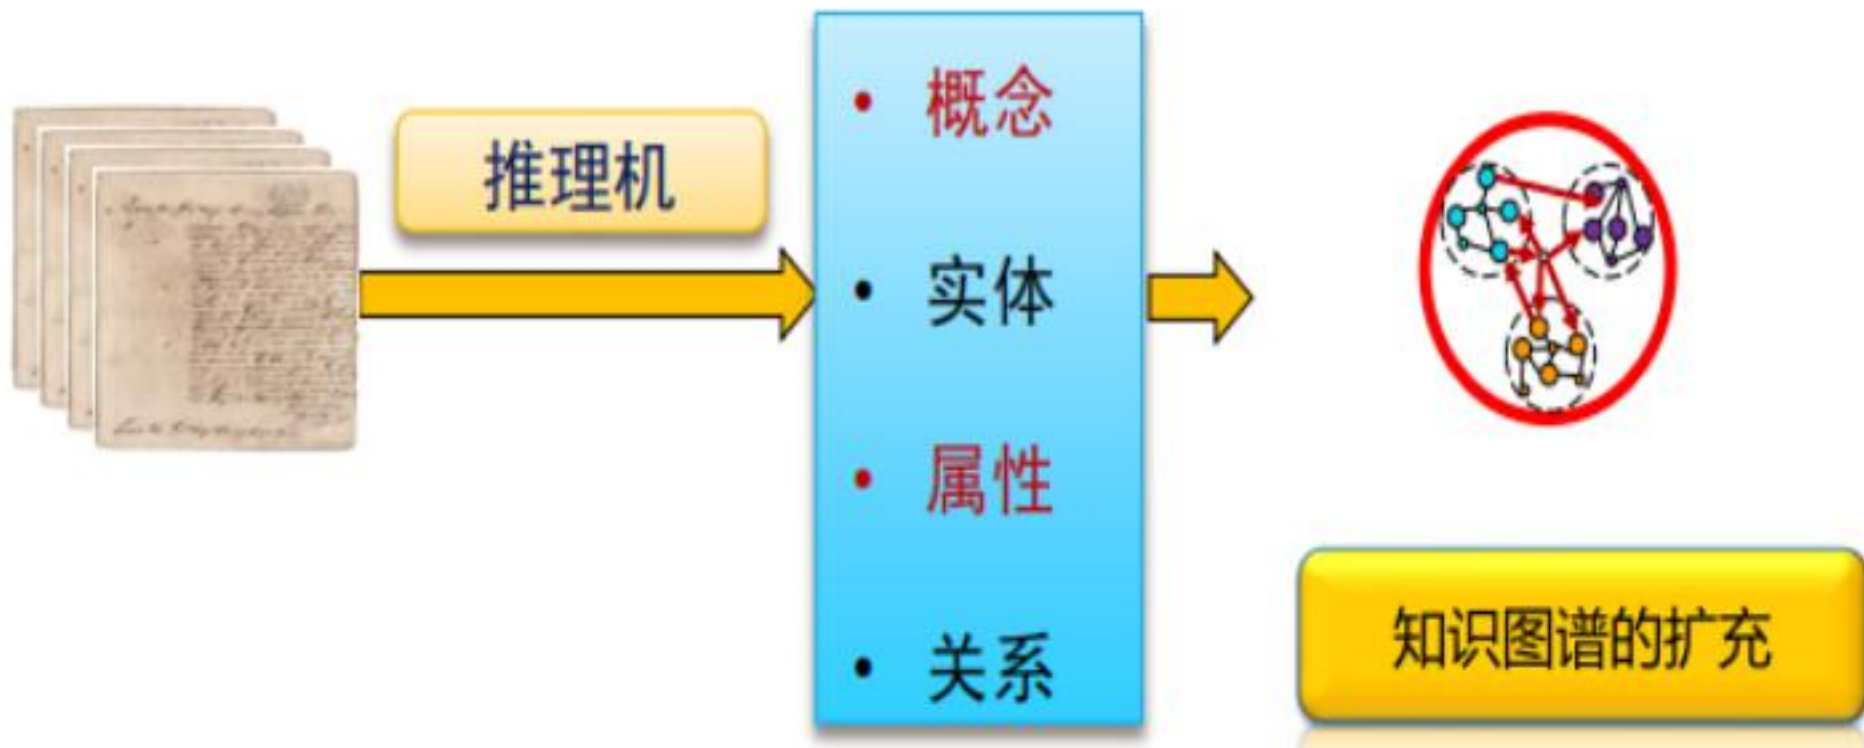 推理机
• 概念
• 实体
• 属性
• 关系
知识图谱的扩充